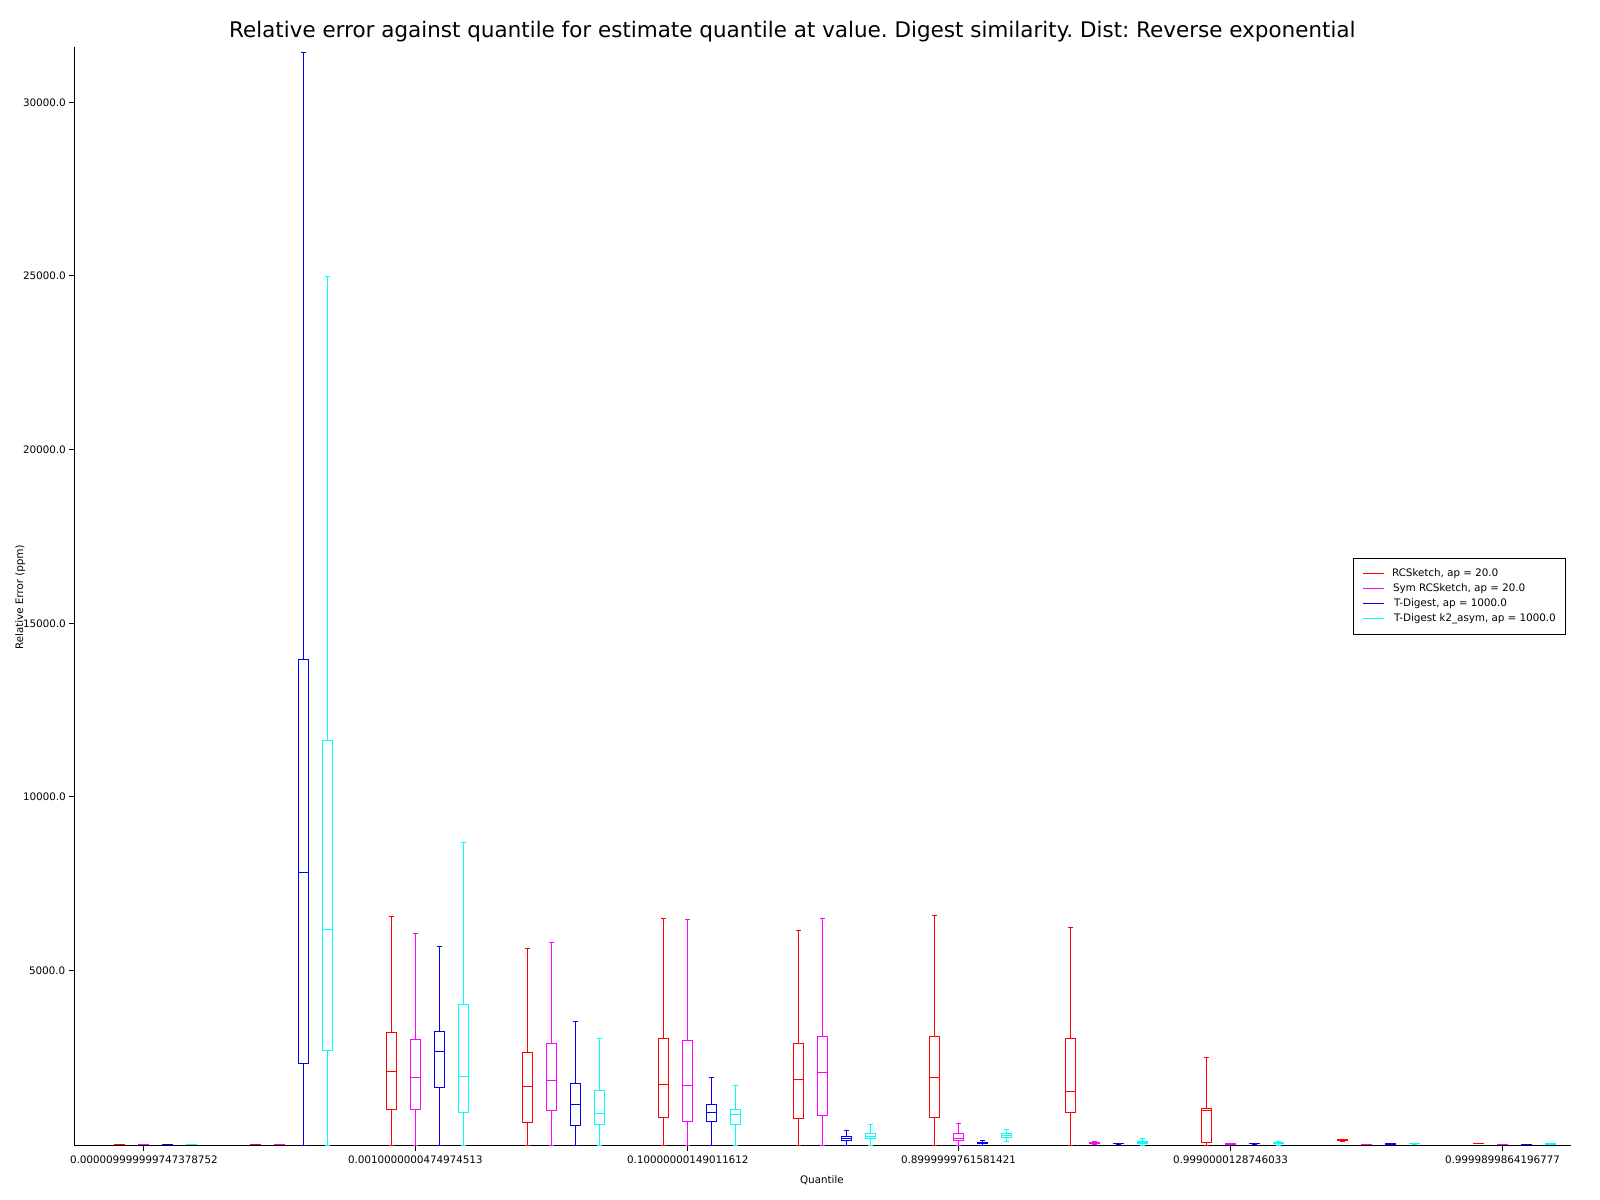 Relative error against quantile for estimate quantile at value. Digest similarity. Dist: Reverse exponential
30000.0
25000.0
20000.0
15000.0
10000.0
5000.0
Relative Error (ppm)
RCSketch, ap = 20.0
Sym RCSketch, ap = 20.0
T-Digest, ap = 1000.0
T-Digest k2_asym, ap = 1000.0
0.000009999999747378752 0.001000000474974513 0.10000000149011612 0.8999999761581421 0.9990000128746033 0.9999899864196777
Quantile